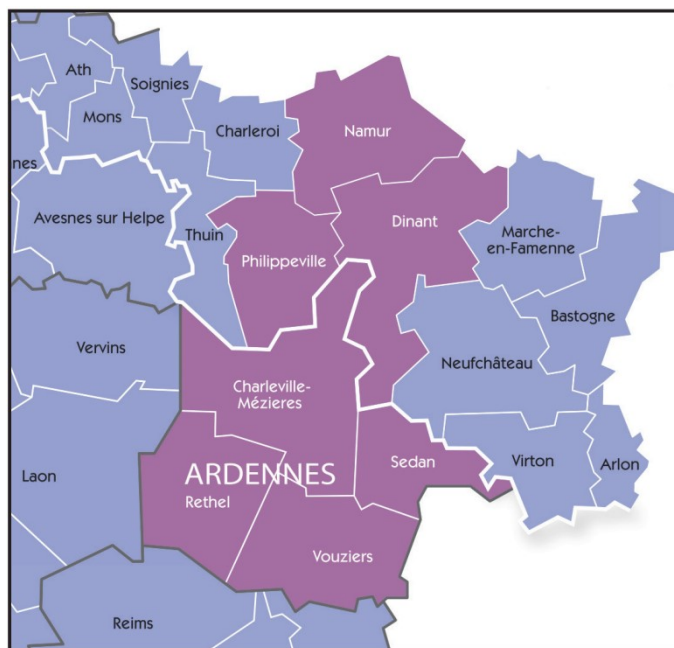 Ath
Soignies
Mons
Charleroi
Namur
nnes
Avesnes sur Helpe
Thuin
Dinant
Marche-
en-Famenne
Philippeville
Bastogne
Vervins
Neufchâteau
Charleville-
Mézieres
Laon
ARDENNES
Rethel
Sedan
Virton
Arlon
Vouziers
Reims